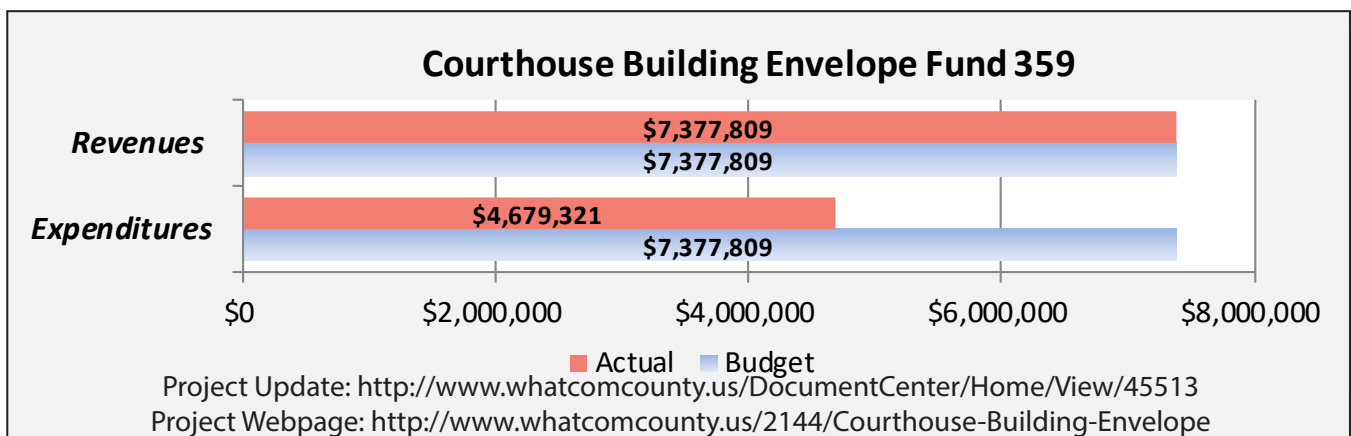 Courthouse Building Envelope Fund 359
Revenues
$7,377,809
$7,377,809
Expenditures
$4,679,321
$7,377,809
$0 $2,000,000 $4,000,000 $6,000,000 $8,000,000
Actual Budget
Project Update: http://www.whatcomcounty.us/DocumentCenter/Home/View/45513
Project Webpage: http://www.whatcomcounty.us/2144/Courthouse-Building-Envelope